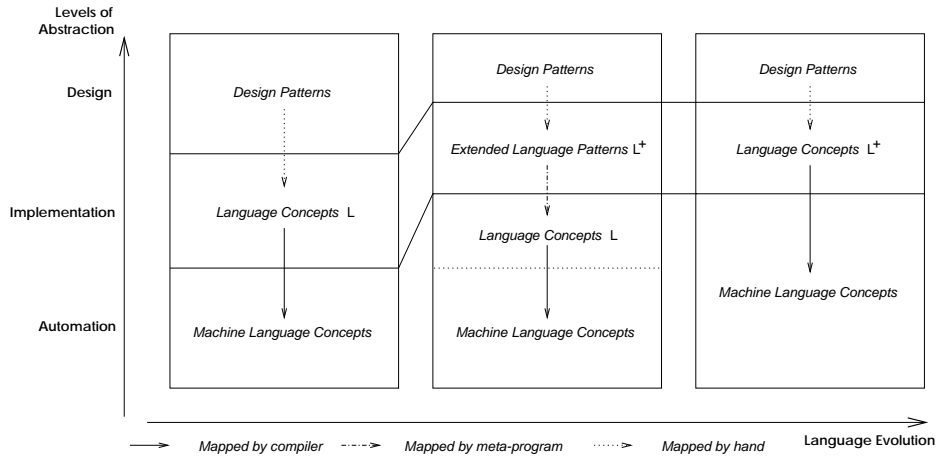 Levels of
Abstraction
Design
Implementation
Automation
Design Patterns
Language Concepts L
Machine Language Concepts
Design Patterns
Extended Language Patterns L+
Language Concepts L
Machine Language Concepts
Design Patterns
Language Concepts L+
Machine Language Concepts
Mapped by compiler
Mapped by meta-program
Mapped by hand
Language Evolution